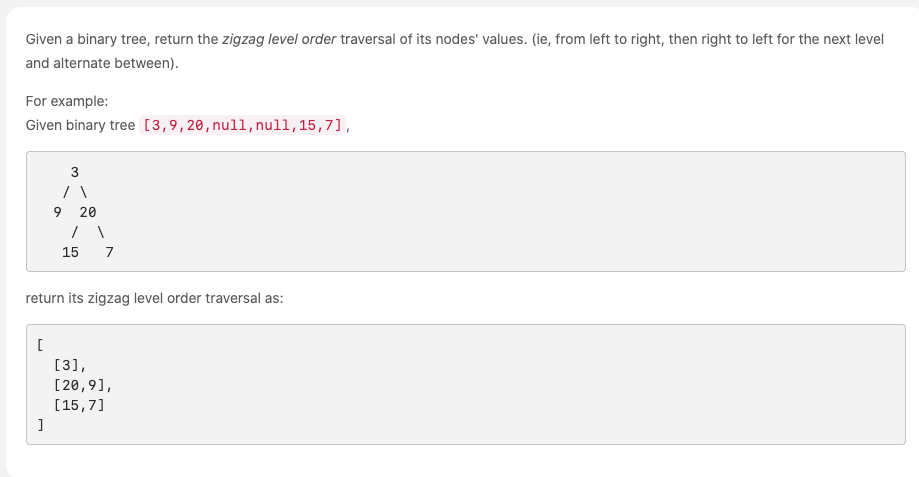 Given a binary tree, return the zigzag level order traversal of its nodes' values. (ie, from left to right, then right to left for the next level
and alternate between).
For example:
Given binary tree [3,9,20,null,null,15,7],
3
/ \
9  20
/  \
15   7
return its zigzag level order traversal as:
[
[3],
[20,9],
[15,7]
]